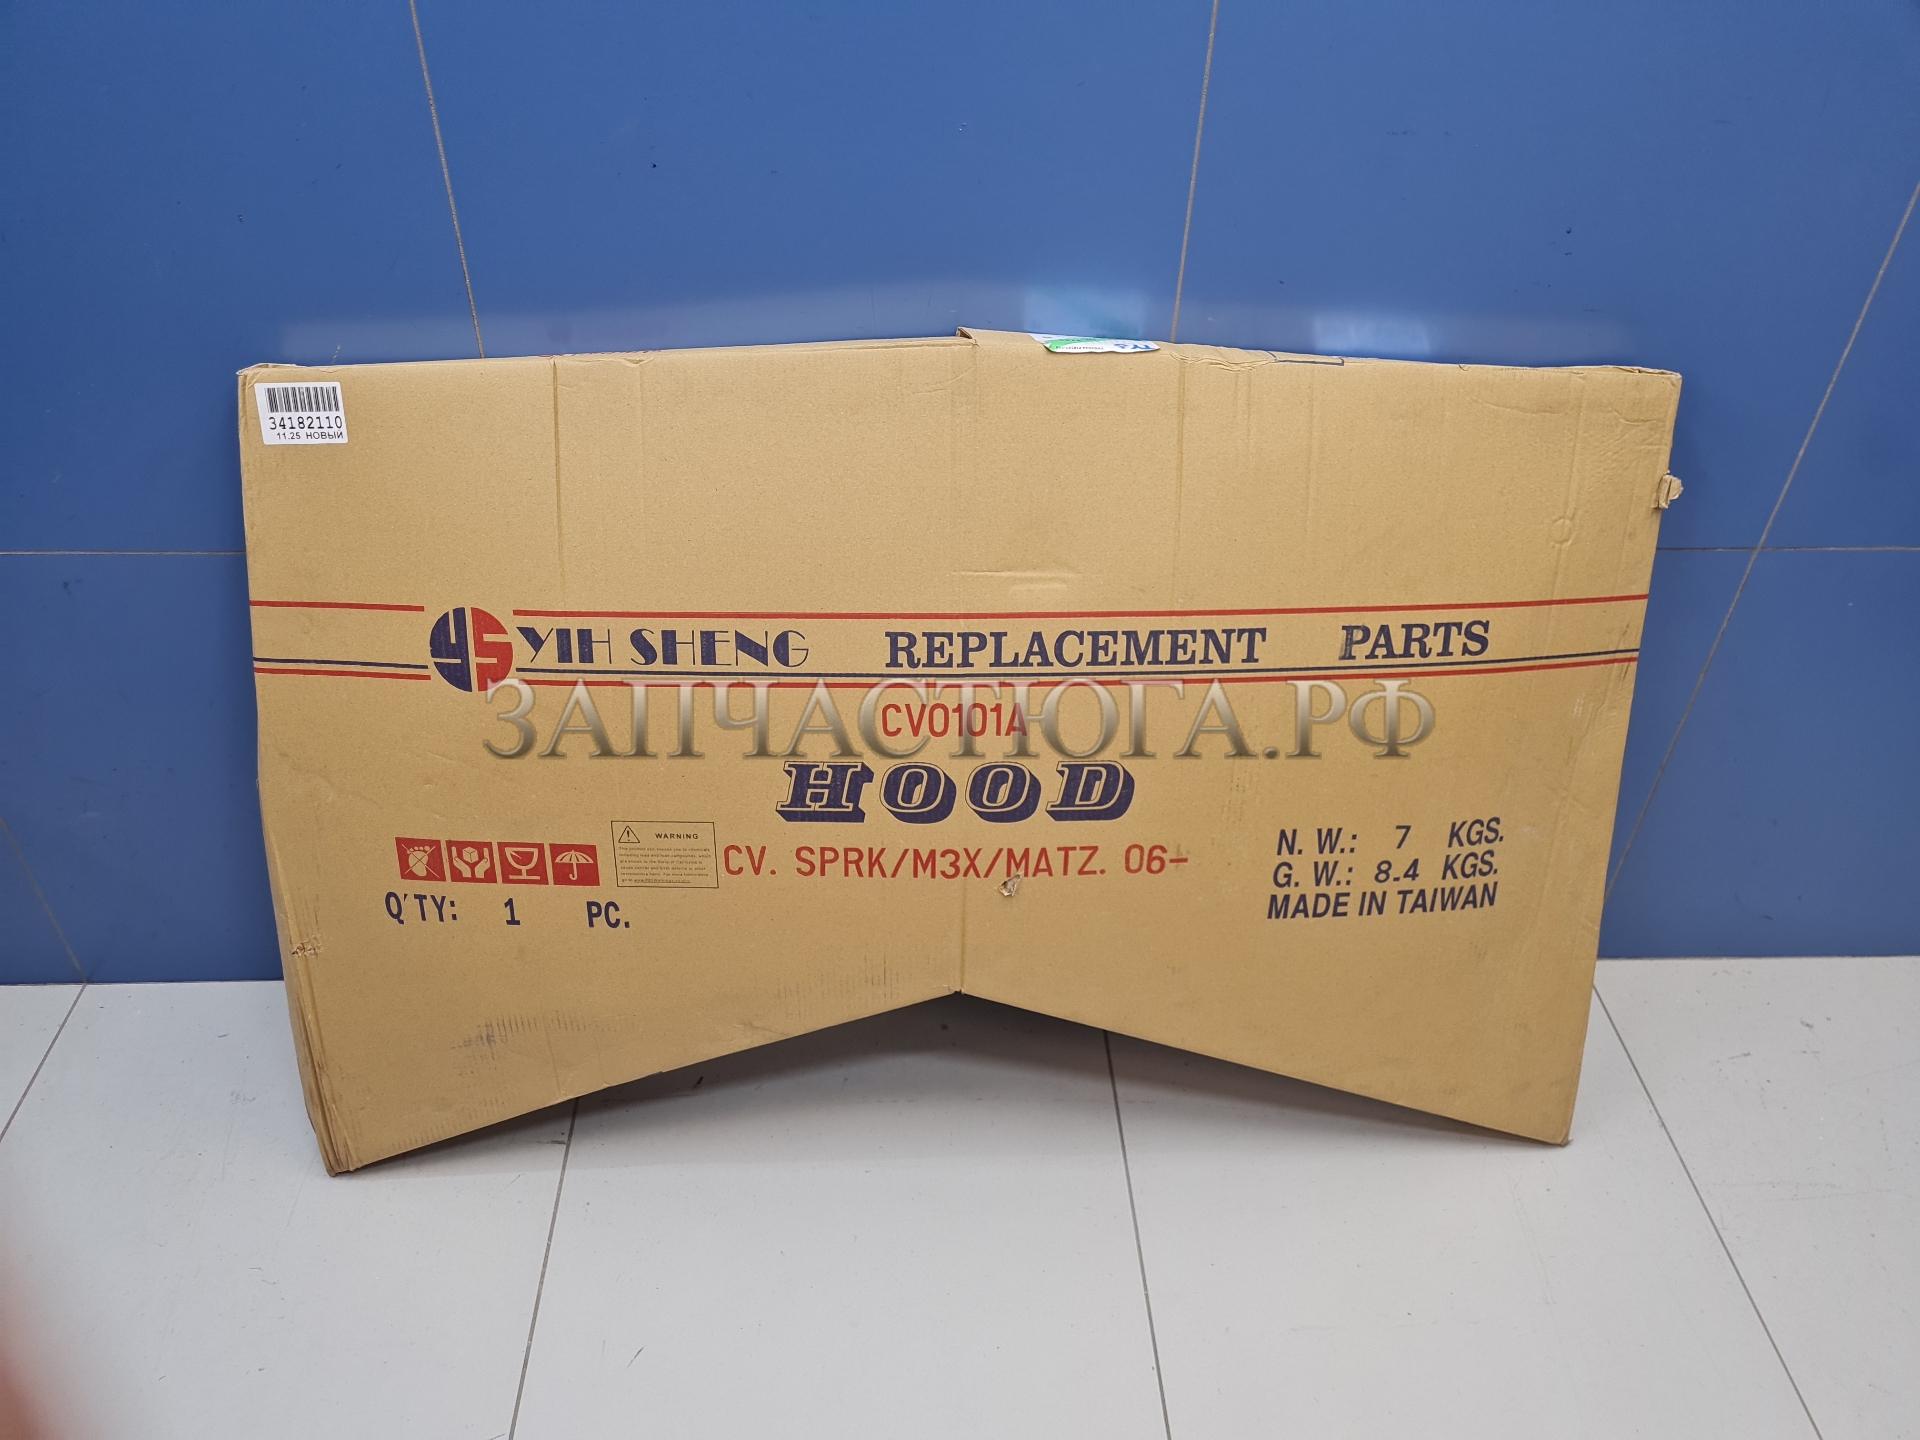 34182110
11.25 НОВЫЙ
YS YIH SHENG REPLACEMENT PARTS
ЗАПЧАСТЮГА.РФ
CV0101A
HOOD
WARNING
CV. SPRK/M3X/MATZ. 06-
N. W.: 7 KGS.
G. W.: 8.4 KGS.
MADE IN TAIWAN
Q'TY: 1 PC.